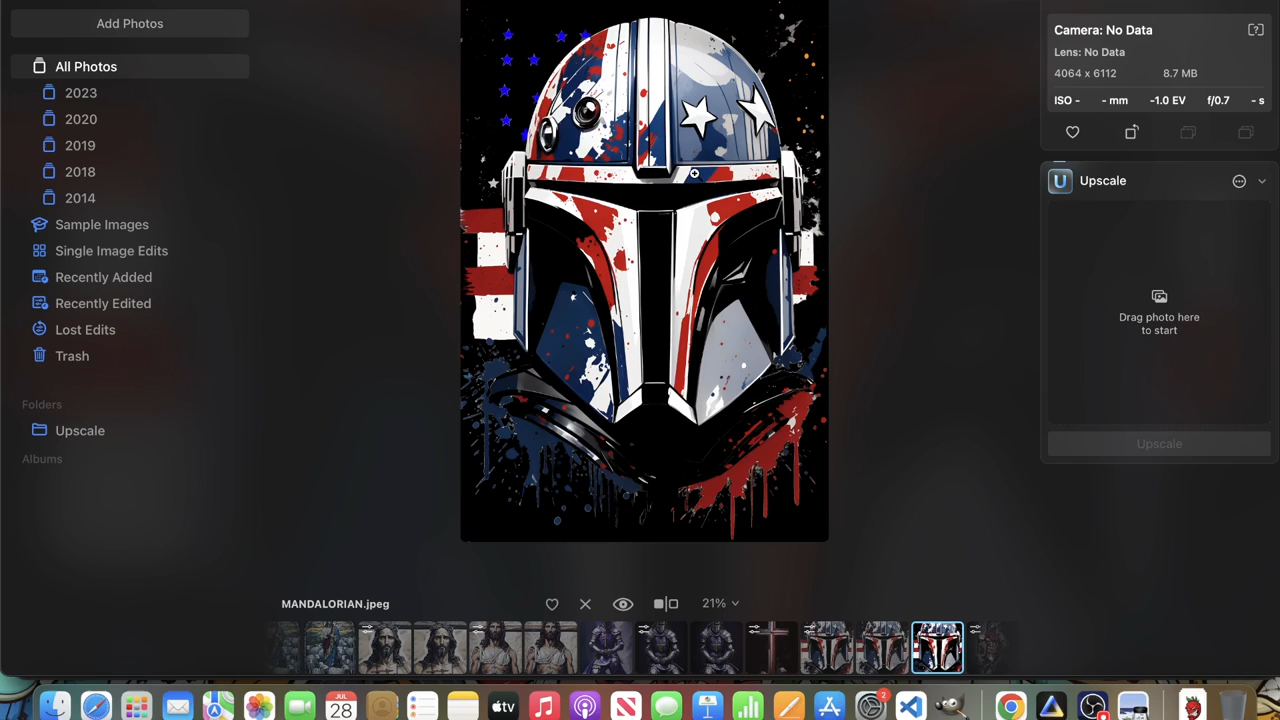 Add Photos
All Photos
2023
2020
2019
2018
2014
Sample Images
Single Image Edits
Recently Added
Recently Edited
Lost Edits
Trash
Folders
Upscale
Albums
Camera: No Data
Lens: No Data
4064 x 6112 8.7 MB
ISO - - mm -1.0 EV f/0.7 - s
U Upscale
Drag photo here
to start
Upscale
MANDALORIAN.jpeg
21%
JUL
28
tv
2